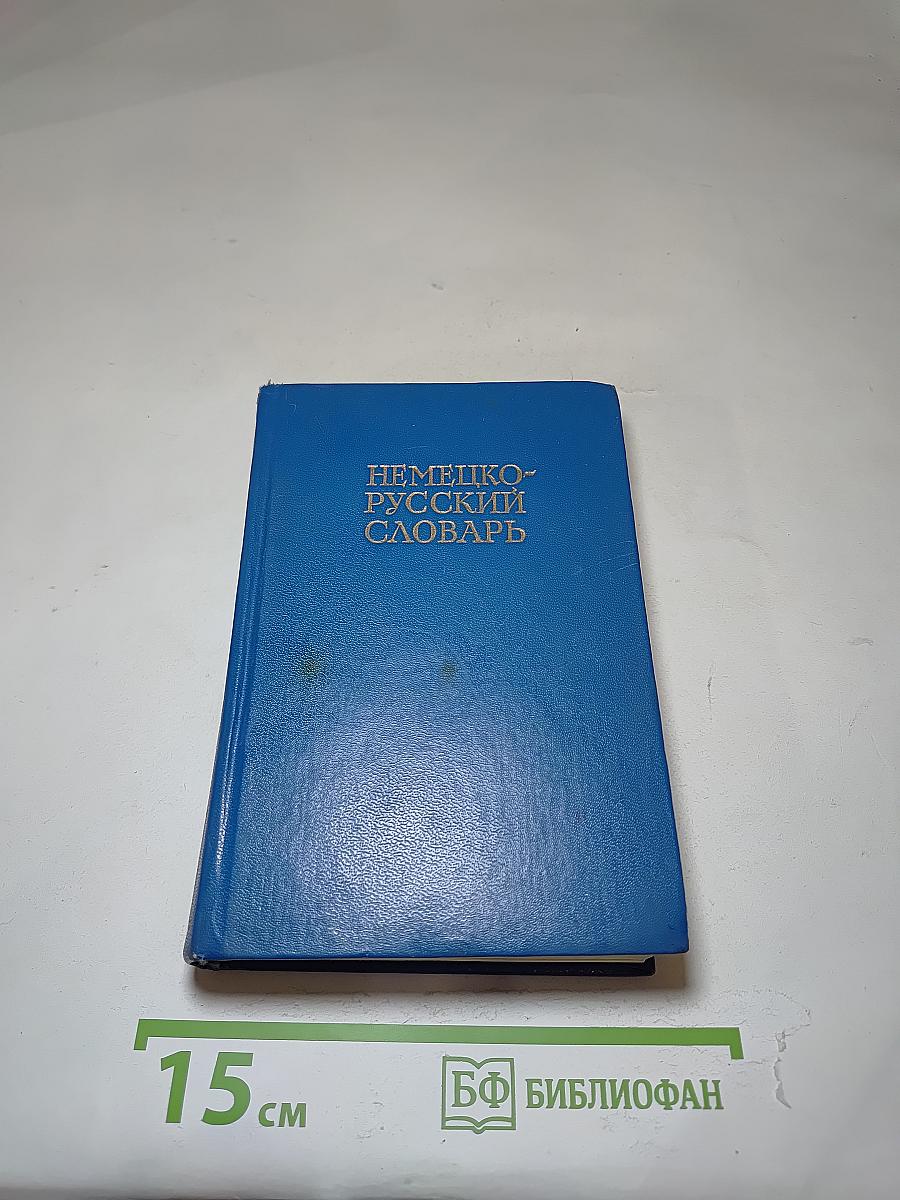 НЕМЕЦКО-
РУССКИЙ
СЛОВАРЬ
15 см
БФ БИБЛИОФАН